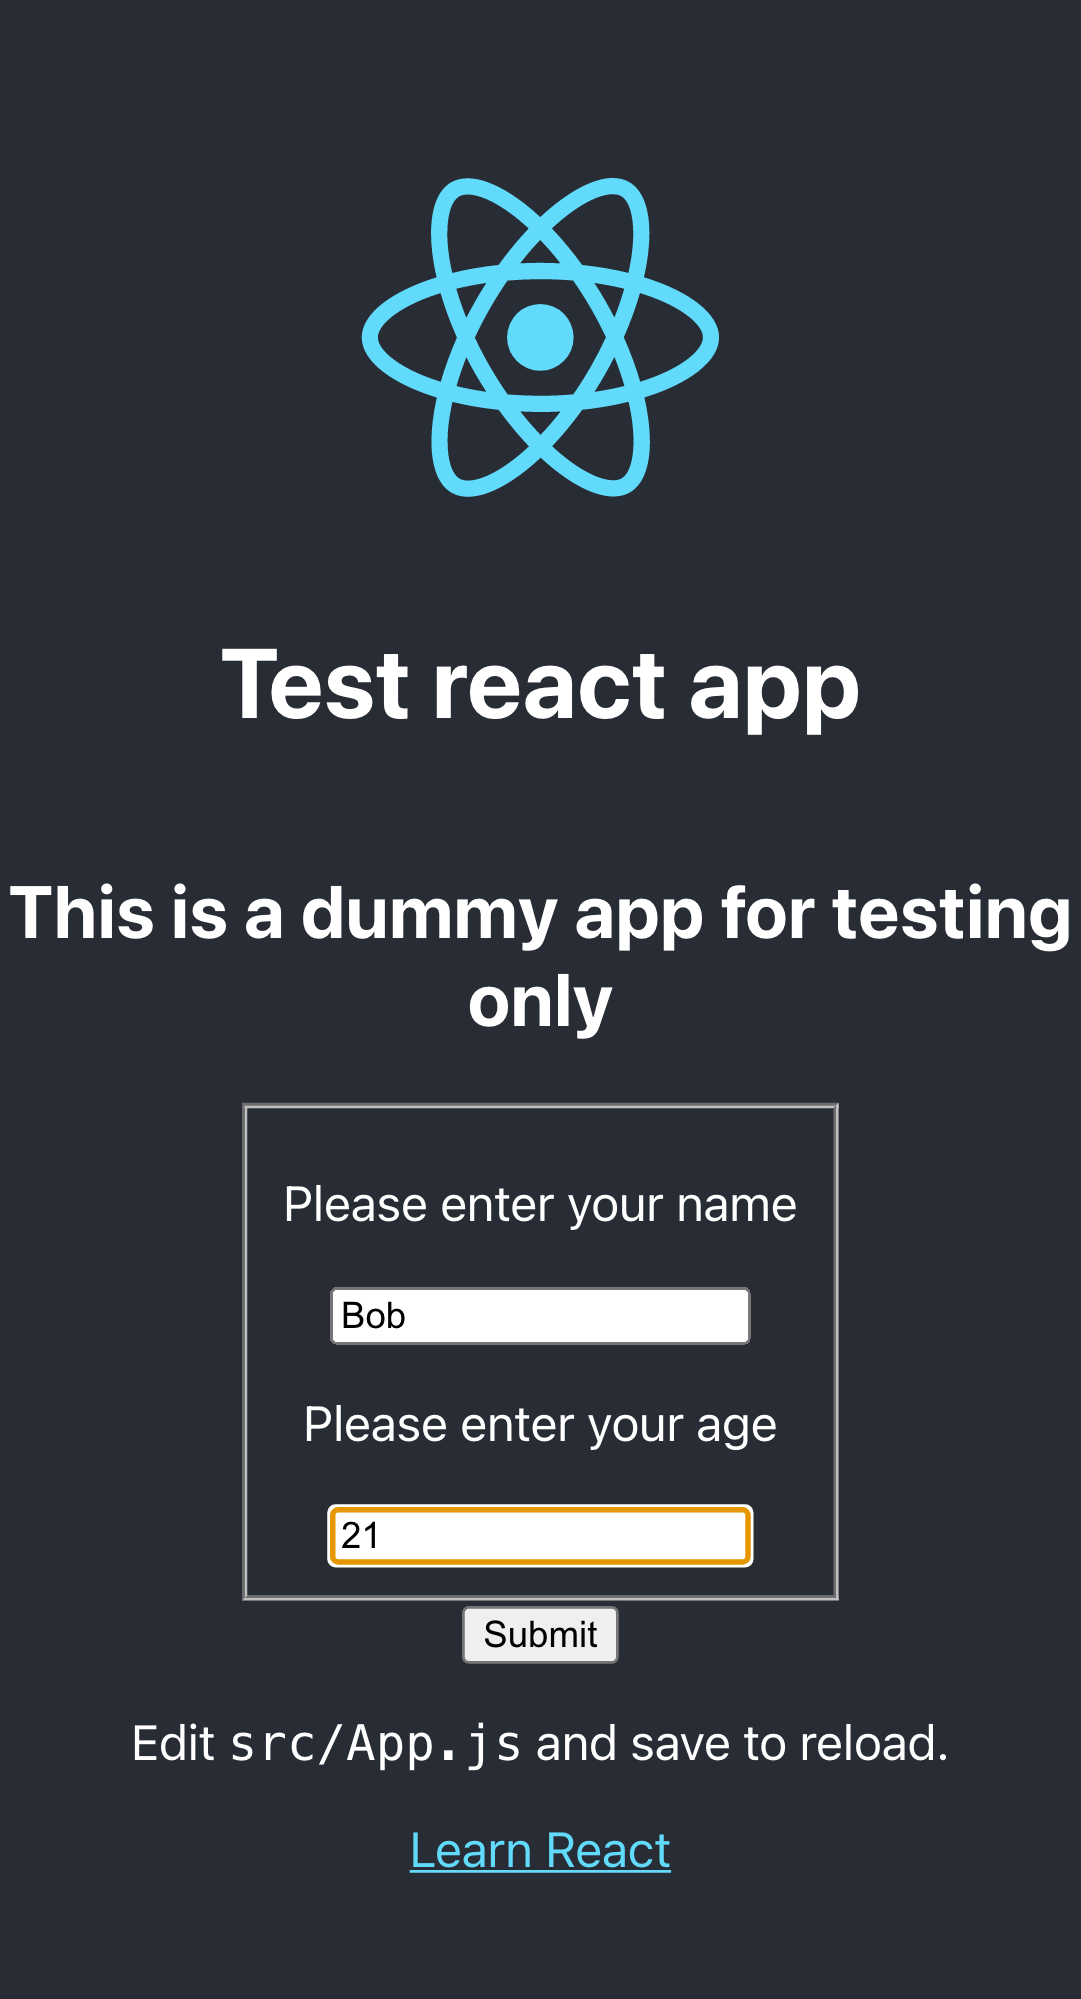 Test react app
This is a dummy app for testing
only
Please enter your name
Bob
Please enter your age
21
Submit
Edit src/App.js and save to reload.
Learn React